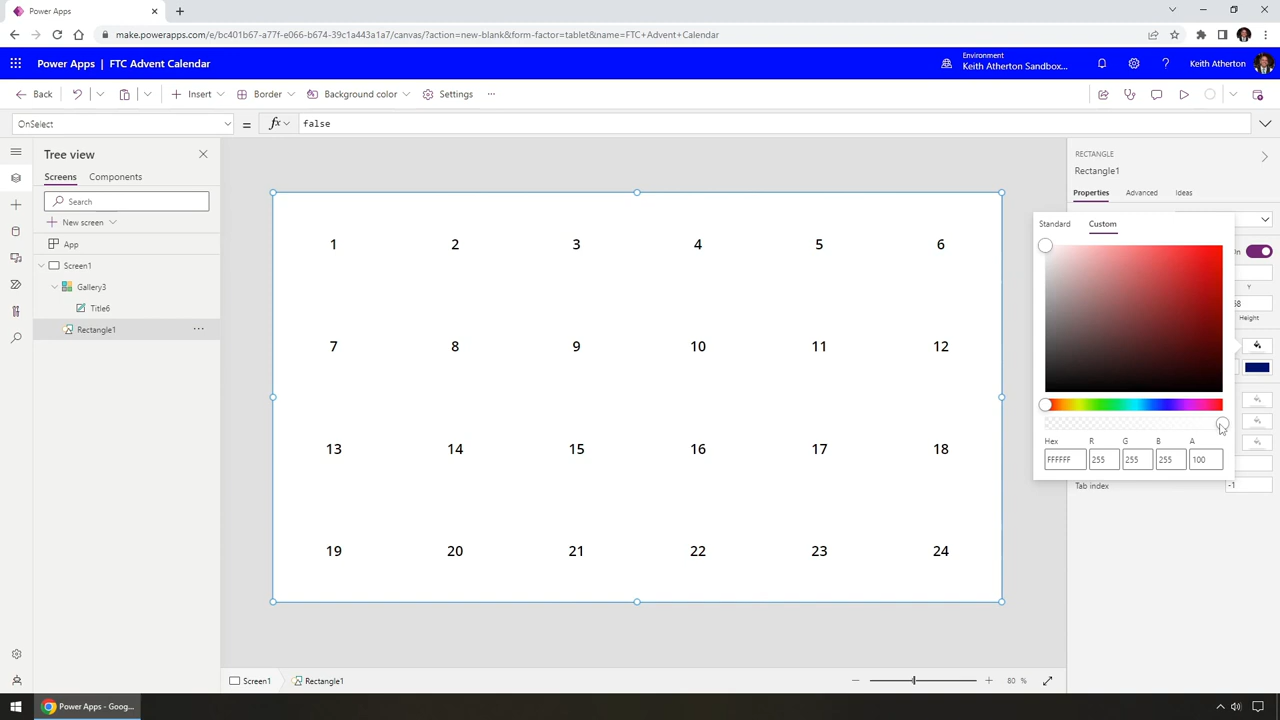 Power Apps
make.powerapps.com/e/bc401b67-a77f-e066-b674-39c1a443a1a7/canvas/?action=new-blank&form-factor=tablet&name=FTC+Advent+Calendar
Power Apps | FTC Advent Calendar
Environment
Keith Atherton Sandbox...
Keith Atherton
Back
Insert
Border
Background color
Settings
OnSelect
= fx
false
Tree view
Screens
Components
Search
New screen
App
Screen1
Gallery3
Title6
Rectangle1
1 2 3 4 5 6
7 8 9 10 11 12
13 14 15 16 17 18
19 20 21 22 23 24
RECTANGLE
Rectangle1
Properties
Advanced
Ideas
Standard
Custom
On
Y
Height
Hex R G B A
FFFFFF 255 255 255 100
Tab index
-1
Screen1
Rectangle1
80 %
Power Apps - Goog...